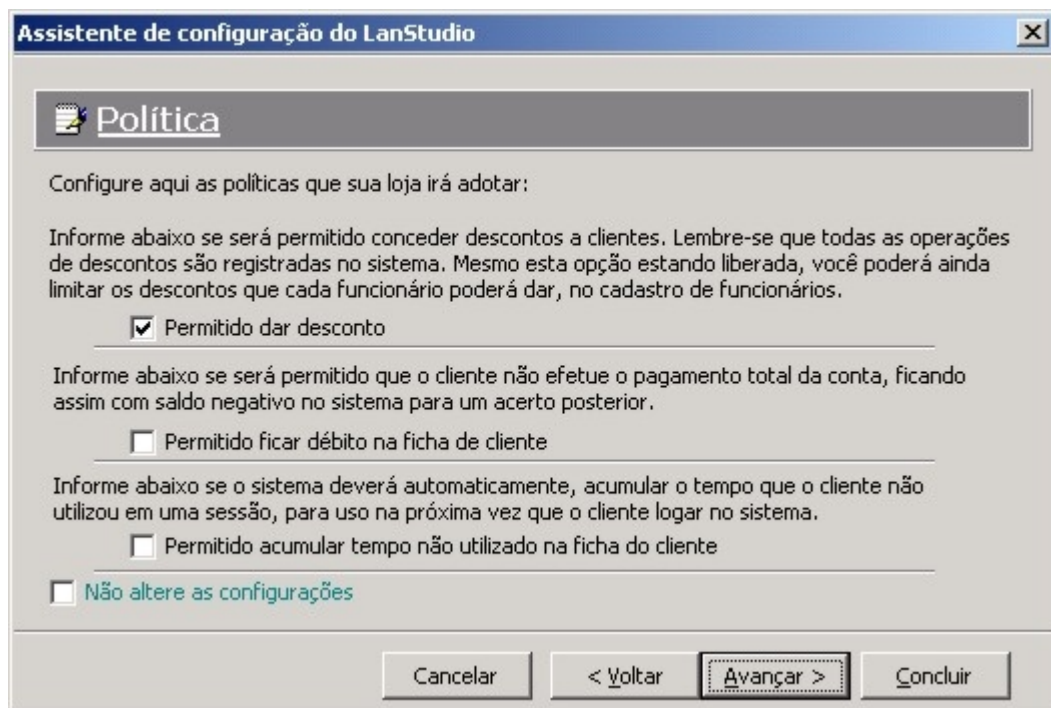 Assistente de configuração do LanStudio
Política
Configure aqui as políticas que sua loja irá adotar:
Informe abaixo se será permitido conceder descontos a clientes. Lembre-se que todas as operações
de descontos são registradas no sistema. Mesmo esta opção estando liberada, você poderá ainda
limitar os descontos que cada funcionário poderá dar, no cadastro de funcionários.
Permitido dar desconto
Informe abaixo se será permitido que o cliente não efetue o pagamento total da conta, ficando
assim com saldo negativo no sistema para um acerto posterior.
Permitido ficar débito na ficha de cliente
Informe abaixo se o sistema deverá automaticamente, acumular o tempo que o cliente não
utilizou em uma sessão, para uso na próxima vez que o cliente logar no sistema.
Permitido acumular tempo não utilizado na ficha do cliente
Não altere as configurações
Cancelar < Voltar Avançar > Concluir